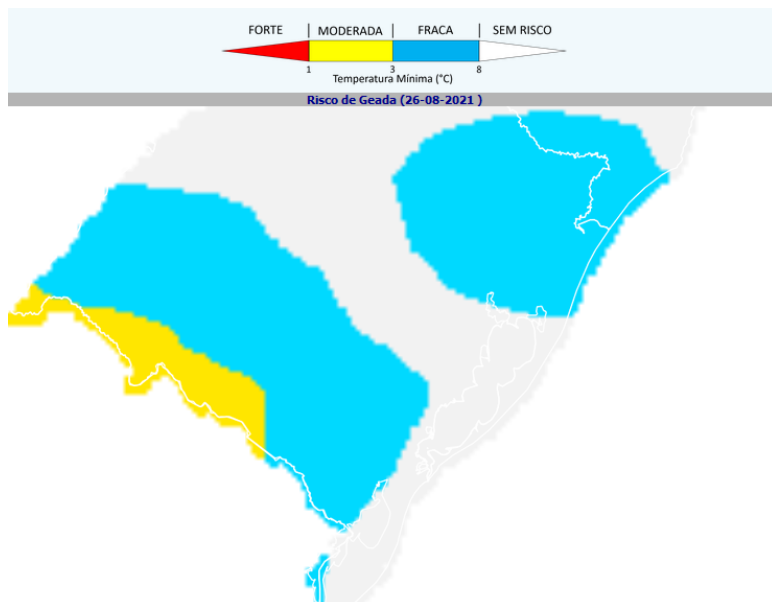 FORTE | MODERADA | FRACA | SEM RISCO
1 3 8
Temperatura Mínima (°C)
Risco de Geada (26-08-2021 )